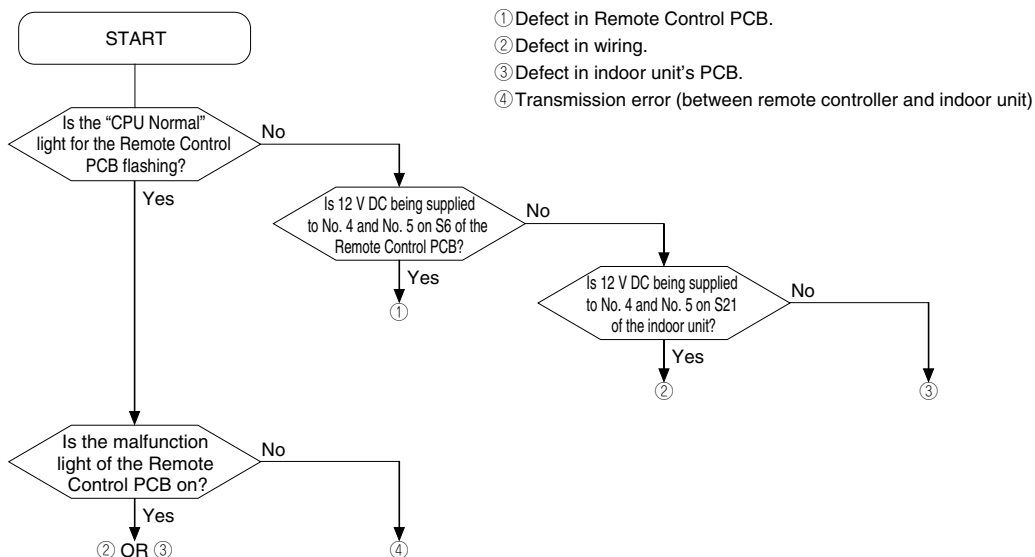 START
①Defect in Remote Control PCB.
②Defect in wiring.
③Defect in indoor unit's PCB.
④Transmission error (between remote controller and indoor unit)
Is the “CPU Normal”
light for the Remote Control
PCB flashing?
No
Yes
Is 12 V DC being supplied
to No. 4 and No. 5 on S6 of the
Remote Control PCB?
No
Yes
①
Is 12 V DC being supplied
to No. 4 and No. 5 on S21
of the indoor unit?
No
Yes
②
③
Is the malfunction
light of the Remote
Control PCB on?
No
Yes
② OR ③
④